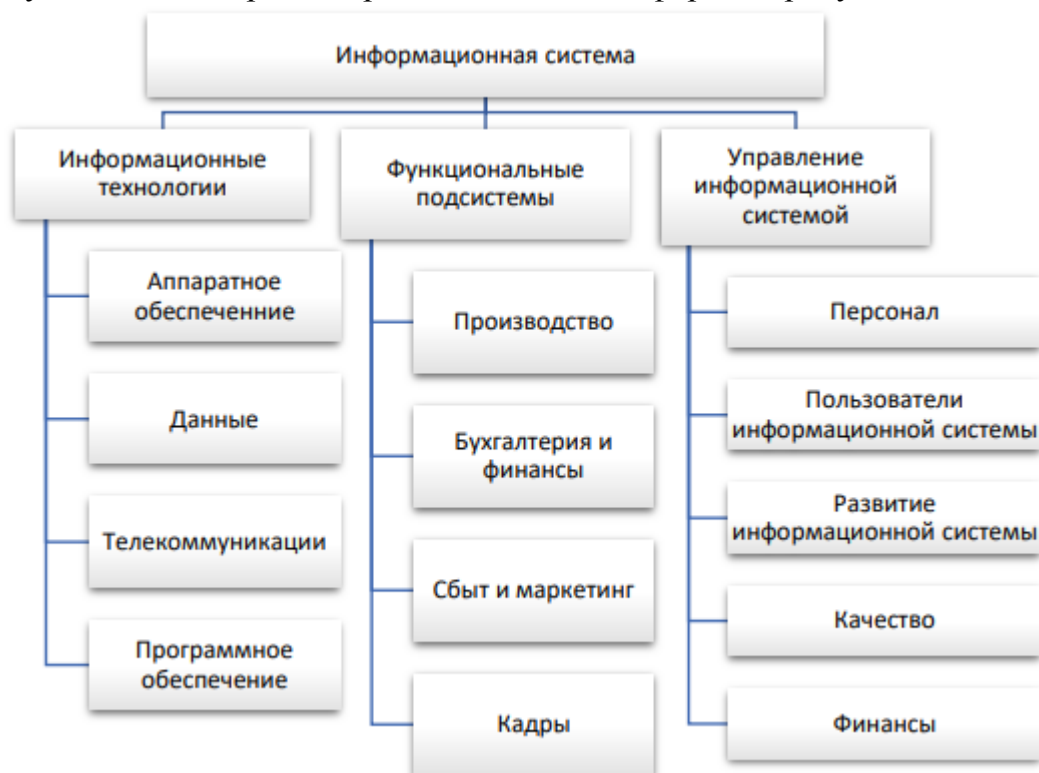 Информационная система
Информационные
технологии
Функциональные
подсистемы
Управление
информационной
системой
Аппаратное
обеспеченние
Данные
Телекоммуникации
Программное
обеспечение
Производство
Бухгалтерия и
финансы
Сбыт и маркетинг
Кадры
Персонал
Пользователи
информационной системы
Развитие
информационной системы
Качество
Финансы